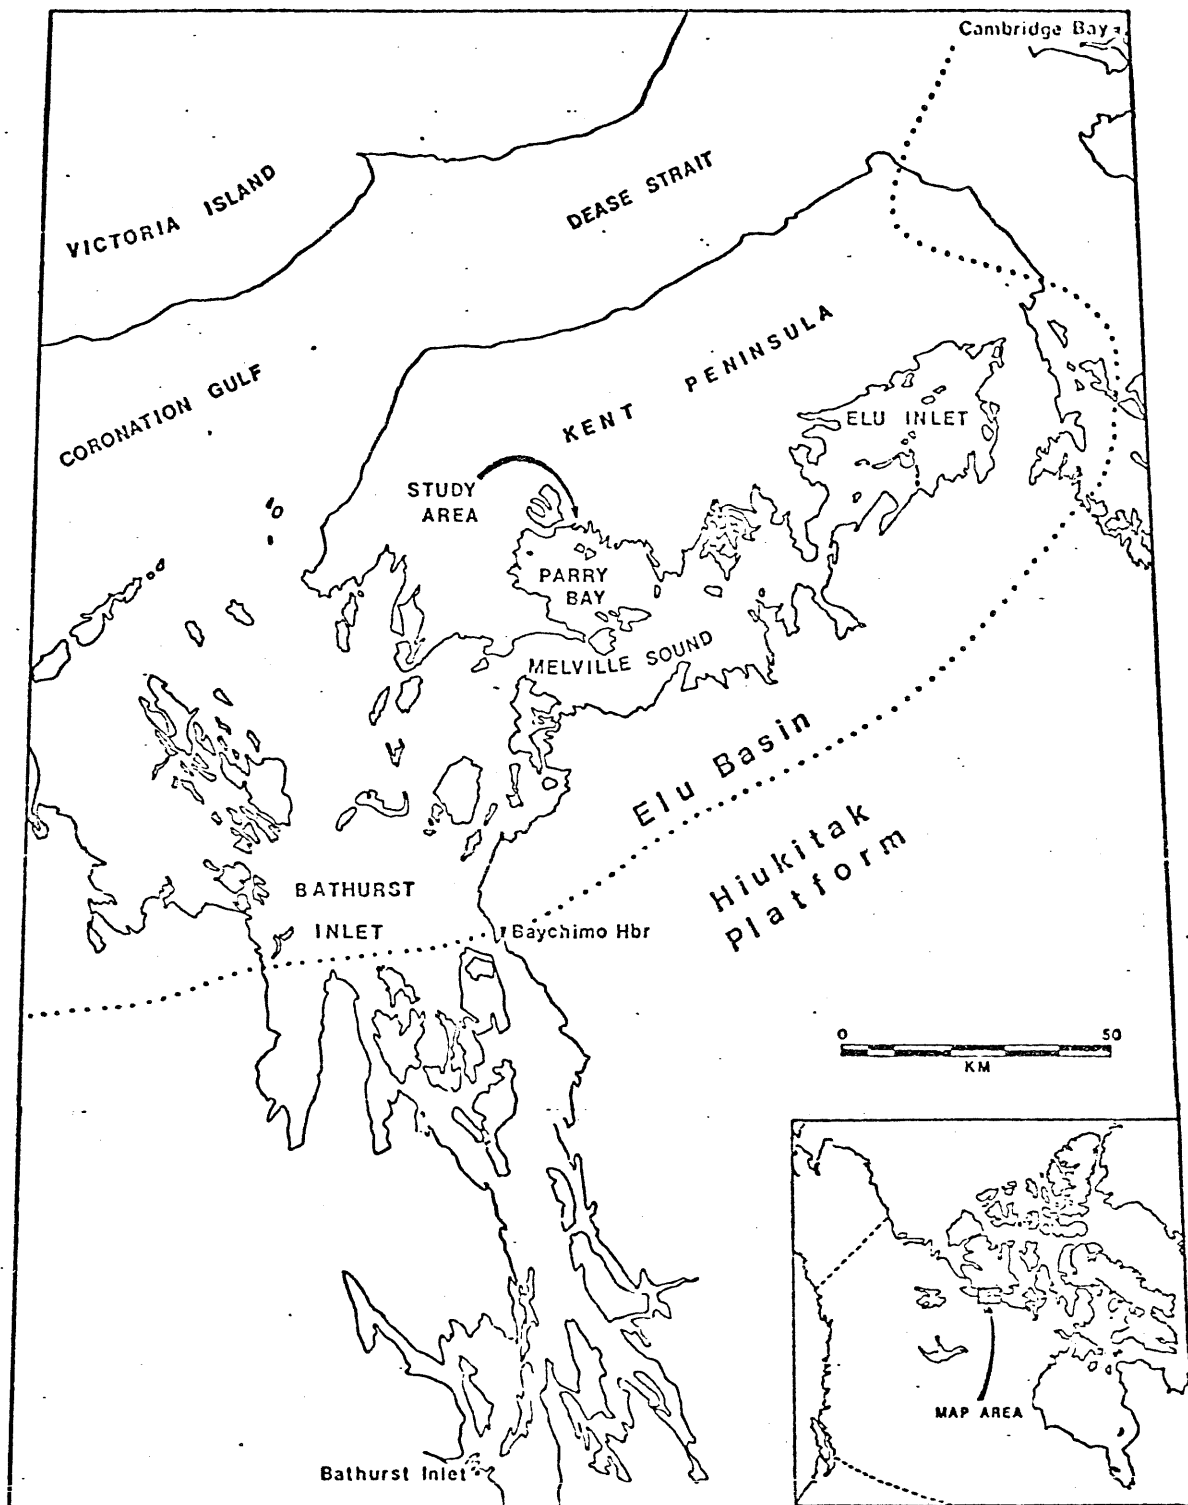 Cambridge Bay
VICTORIA ISLAND
DEASE STRAIT
CORONATION GULF
KENT PENINSULA
ELU INLET
STUDY
AREA
PARRY
BAY
MELVILLE SOUND
Elu Basin
Hiukitak
Platform
BATHURST
INLET
Baychimo Hbr
0 50
KM
MAP AREA
Bathurst Inlet